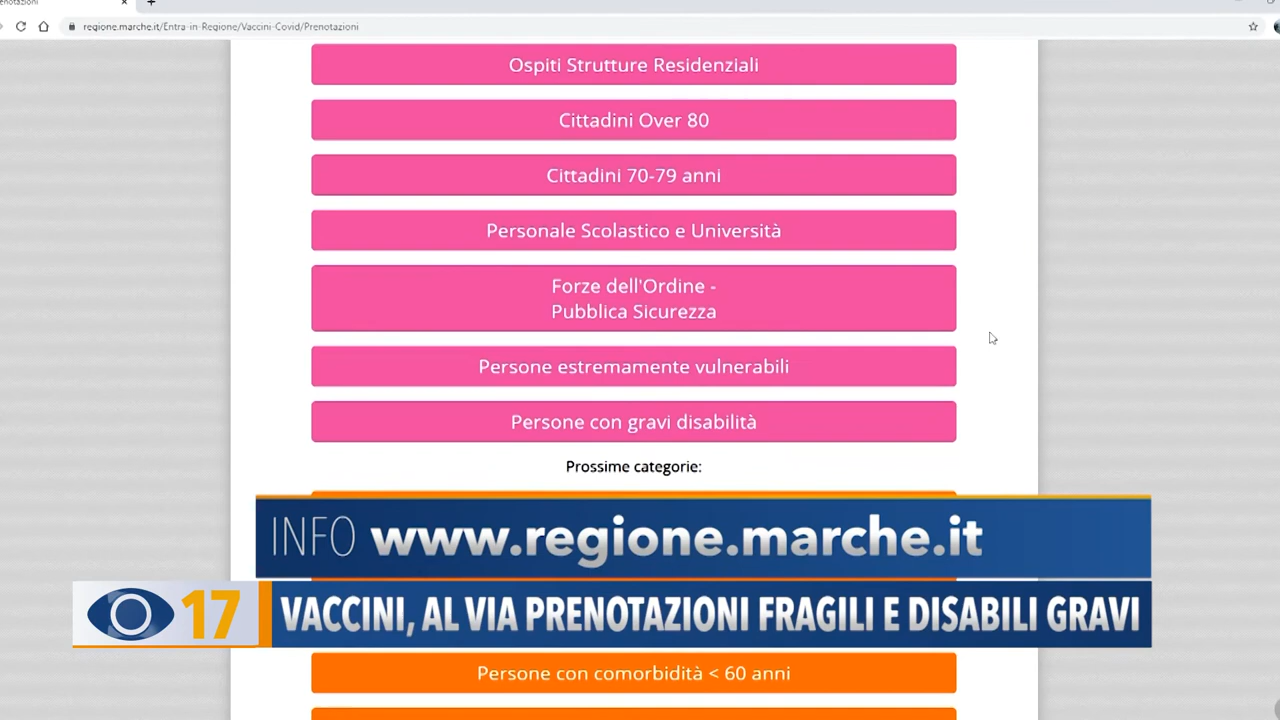 regione.marche.it/Entra-in-Regione/Vaccini-Covid/Prenotazioni
Ospiti Strutture Residenziali
Cittadini Over 80
Cittadini 70-79 anni
Personale Scolastico e Università
Forze dell'Ordine -
Pubblica Sicurezza
Persone estremamente vulnerabili
Persone con gravi disabilità
Prossime categorie:
INFO www.regione.marche.it
17
VACCINI, AL VIA PRENOTAZIONI FRAGILI E DISABILI GRAVI
Persone con comorbidità < 60 anni